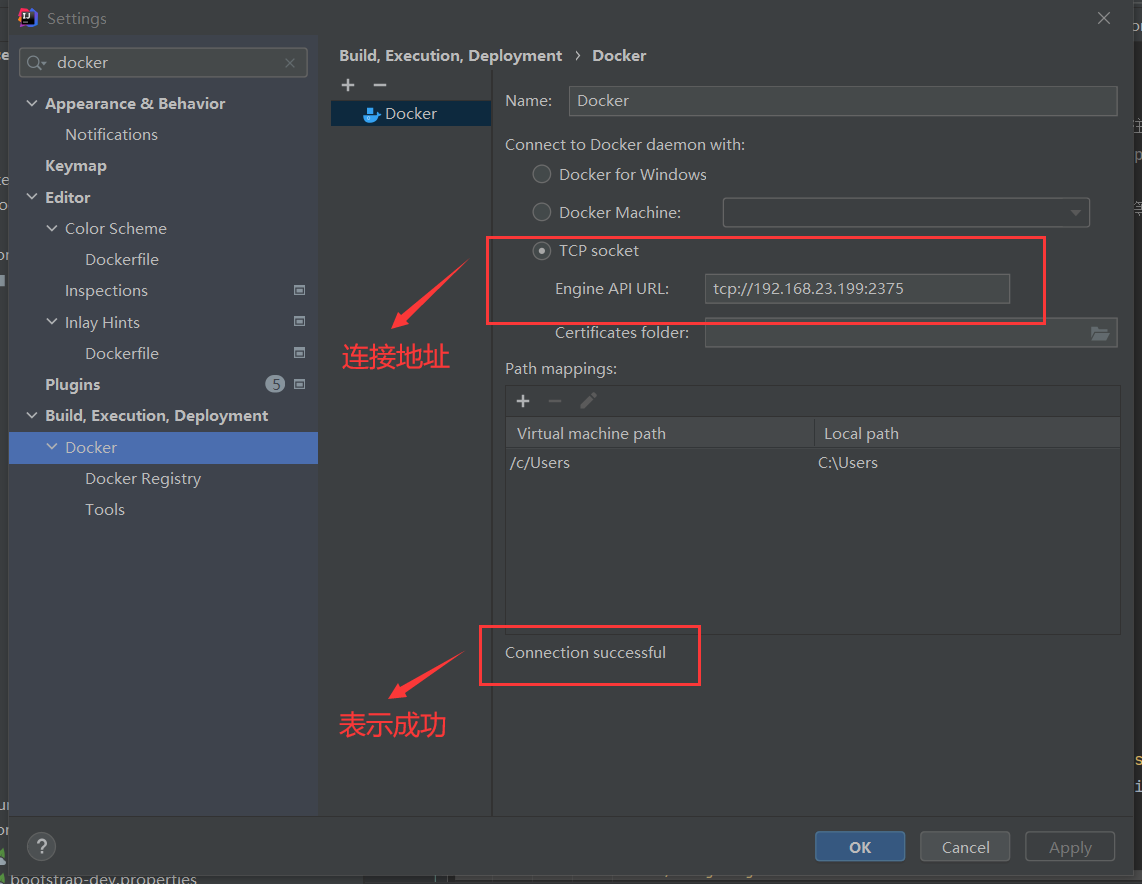 Settings
docker
Appearance & Behavior
Notifications
Keymap
Editor
Color Scheme
Dockerfile
Inspections
Inlay Hints
Dockerfile
Plugins 5
Build, Execution, Deployment
Docker
Docker Registry
Tools
Build, Execution, Deployment › Docker
Docker
Name: Docker
Connect to Docker daemon with:
Docker for Windows
Docker Machine:
TCP socket
Engine API URL: tcp://192.168.23.199:2375
Certificates folder:
连接地址
Path mappings:
Virtual machine path Local path
/c/Users C:\Users
Connection successful
表示成功
? OK Cancel Apply
bootstrap-dev.properties